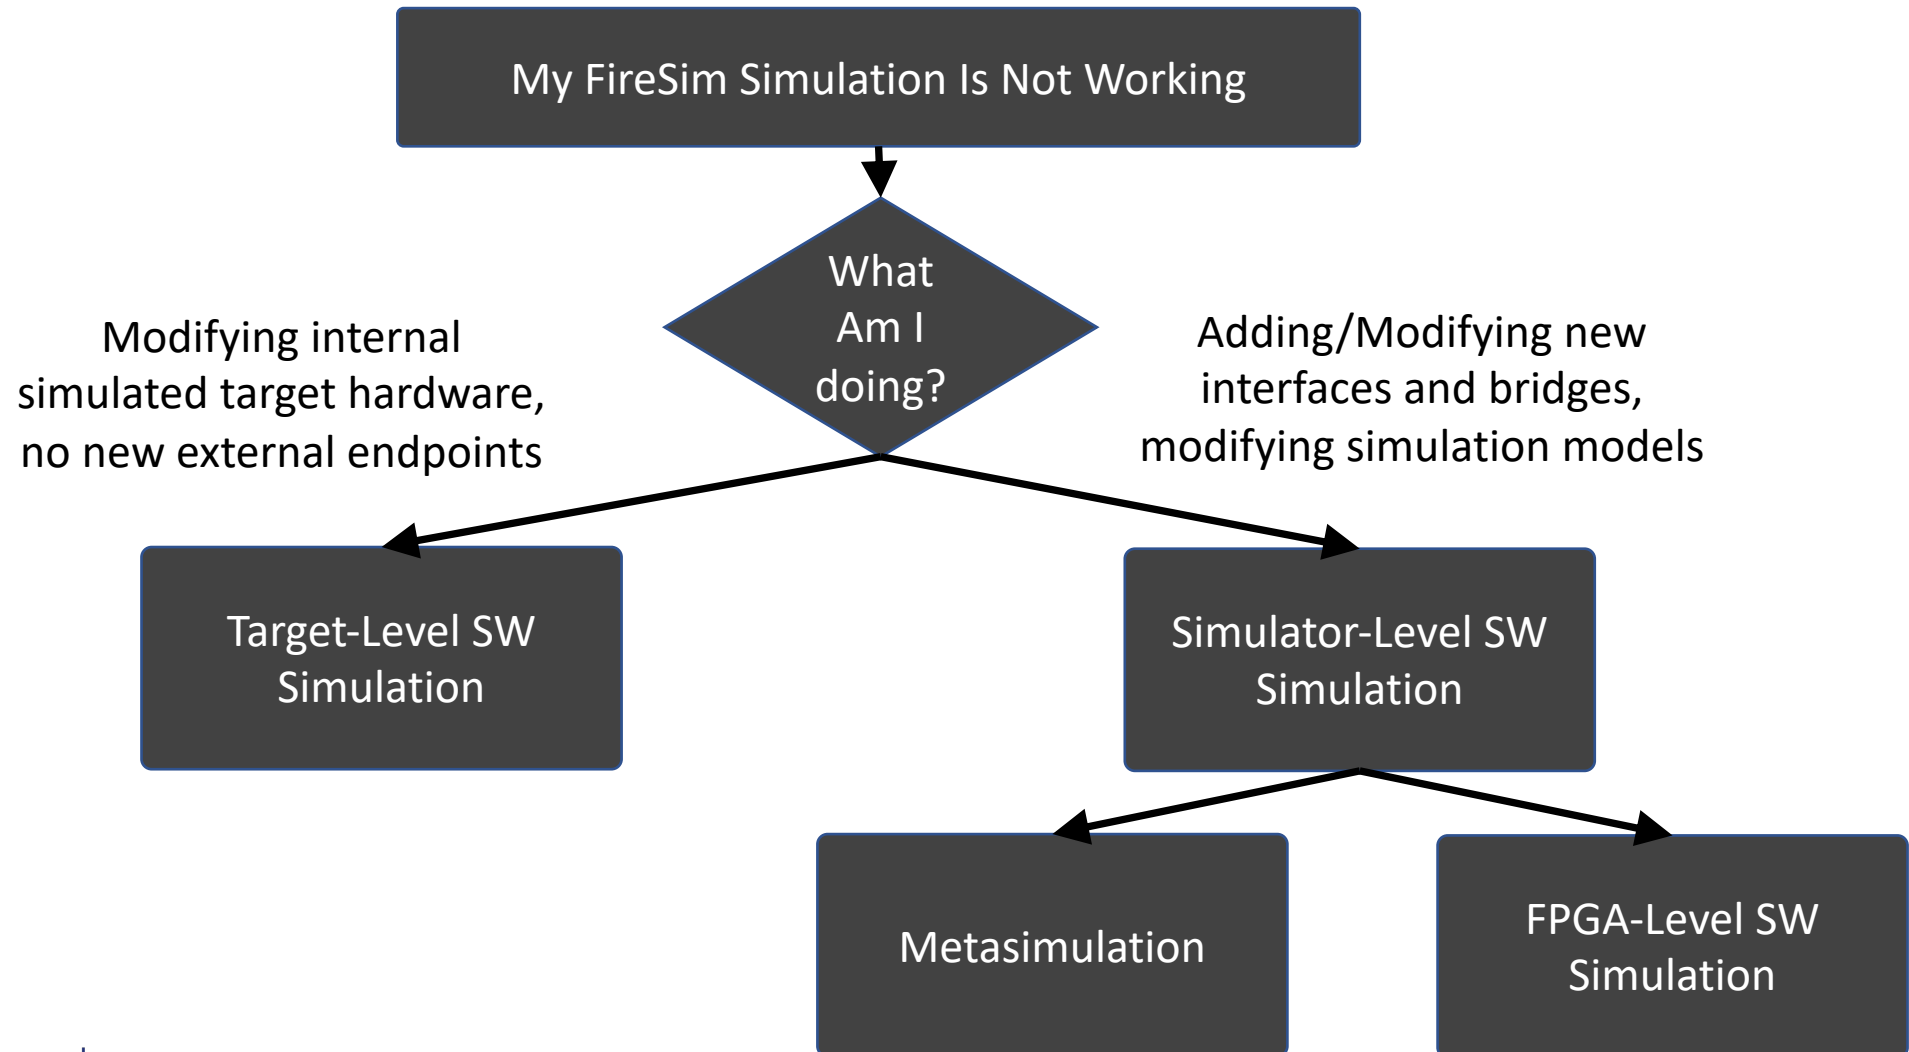 My FireSim Simulation Is Not Working
What
Am I
doing?
Modifying internal
simulated target hardware,
no new external endpoints
Adding/Modifying new
interfaces and bridges,
modifying simulation models
Target-Level SW
Simulation
Simulator-Level SW
Simulation
Metasimulation
FPGA-Level SW
Simulation